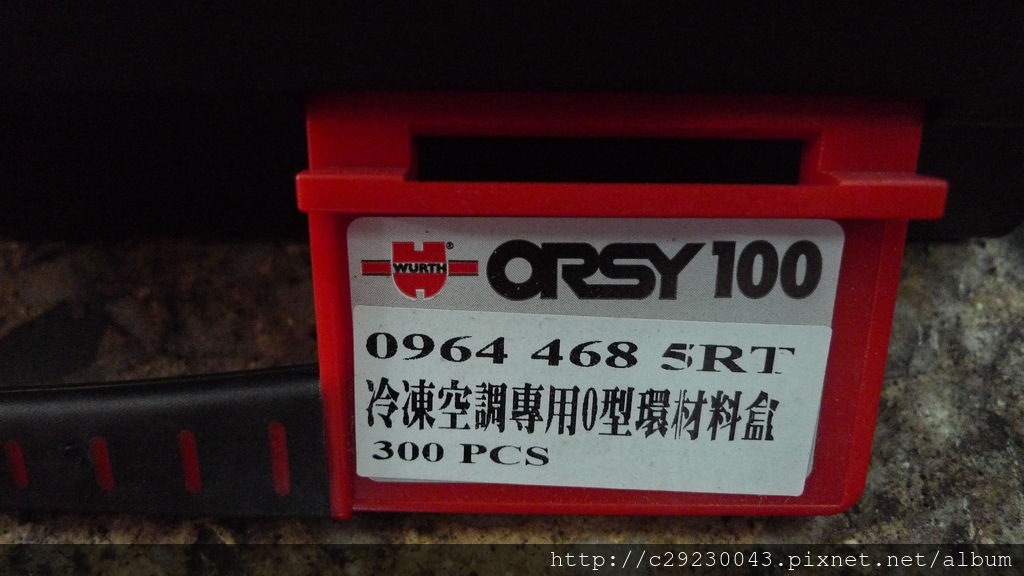 WURTH® ORSY 100
0964 468 5RT
冷凍空調專用O型環材料盒
300 PCS
http://c29230043.pixnet.net/album